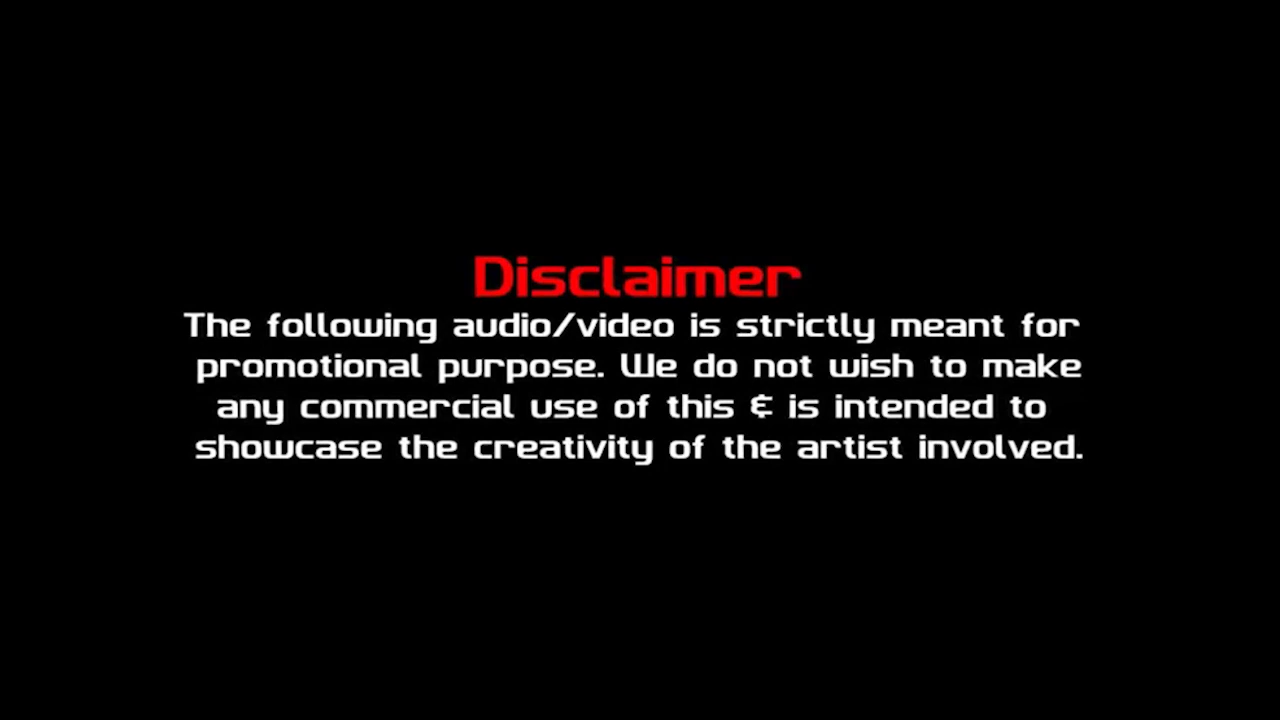 Disclaimer
The following audio/video is strictly meant for
promotional purpose. We do not wish to make
any commercial use of this & is intended to
showcase the creativity of the artist involved.